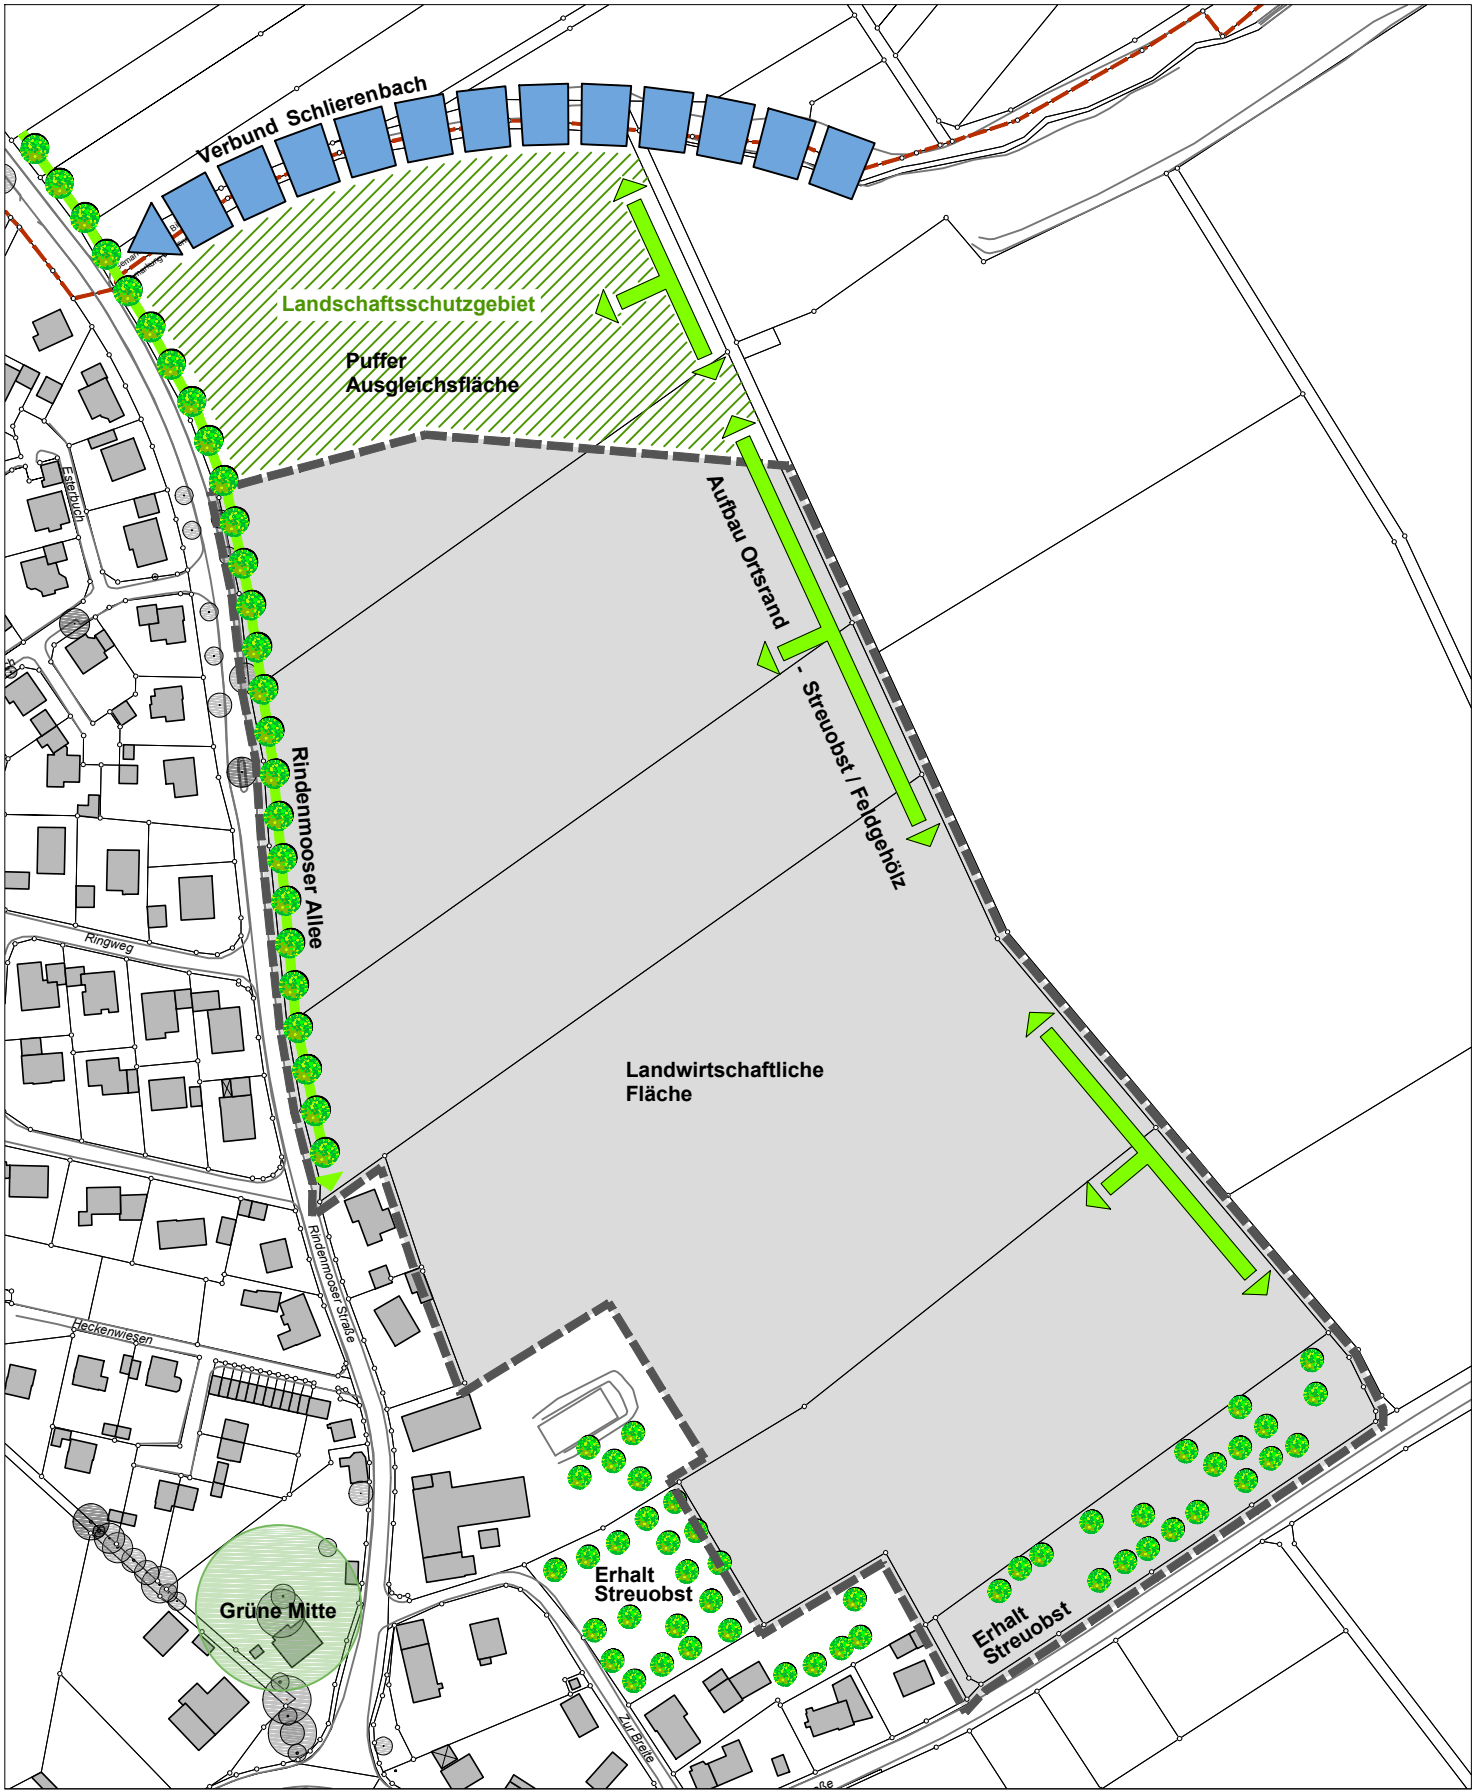 Verbund Schlierenbach
Landschaftsschutzgebiet
Puffer
Ausgleichsfläche
Esterbuch
Aufbau Ortsrand
- Streuobst / Feldgehölz
Rindenmooser Allee
Ringweg
Landwirtschaftliche
Fläche
Rindenmooser Straße
Heckenwiesen
Erhalt
Streuobst
Grüne Mitte
Erhalt
Streuobst
Zur Breite